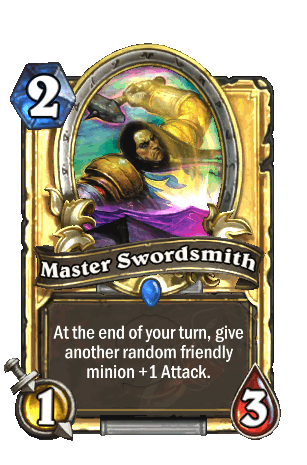 2
Master Swordsmith
At the end of your turn, give
another random friendly
minion +1 Attack.
1
3